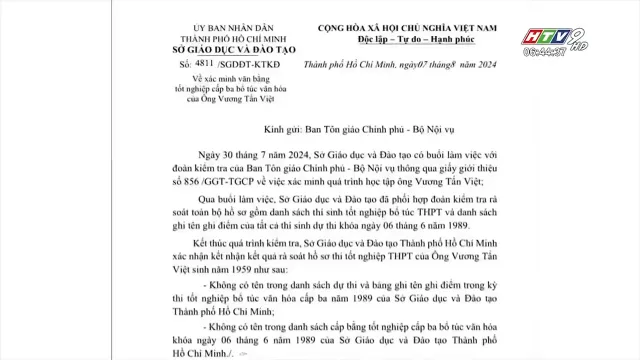 ỦY BAN NHÂN DÂN
THÀNH PHỐ HỒ CHÍ MINH
SỞ GIÁO DỤC VÀ ĐÀO TẠO
CỘNG HÒA XÃ HỘI CHỦ NGHĨA VIỆT NAM
Độc lập – Tự do – Hạnh phúc
HTV9 HD
06:44:37
Số: 4811 /SGDĐT-KTKĐ
Thành phố Hồ Chí Minh, ngày07 tháng8 năm 2024
Về xác minh văn bằng
tốt nghiệp cấp ba bổ túc văn hóa
của Ông Vương Tấn Việt
Kính gửi: Ban Tôn giáo Chính phủ - Bộ Nội vụ
Ngày 30 tháng 7 năm 2024, Sở Giáo dục và Đào tạo có buổi làm việc với
đoàn kiểm tra của Ban Tôn giáo Chính phủ - Bộ Nội vụ thông qua giấy giới thiệu
số 856 /GGT-TGCP về việc xác minh quá trình học tập ông Vương Tấn Việt;
Qua buổi làm việc, Sở Giáo dục và Đào tạo đã phối hợp đoàn kiểm tra rà
soát toàn bộ hồ sơ gồm danh sách thí sinh tốt nghiệp bổ túc THPT và danh sách
ghi tên ghi điểm của tất cả thí sinh dự thi khóa ngày 06 tháng 6 năm 1989.
Kết thúc quá trình kiểm tra, Sở Giáo dục và Đào tạo Thành phố Hồ Chí Minh
xác nhận kết nhận kết quả rà soát hồ sơ thi tốt nghiệp THPT của Ông Vương Tấn
Việt sinh năm 1959 như sau:
- Không có tên trong danh sách dự thi và bảng ghi tên ghi điểm trong kỳ
thi tốt nghiệp bổ túc văn hóa cấp ba năm 1989 của Sở Giáo dục và Đào tạo
Thành phố Hồ Chí Minh;
- Không có tên trong danh sách cấp bằng tốt nghiệp cấp ba bổ túc văn hóa
khóa ngày 06 tháng 6 năm 1989 của Sở Giáo dục và Đào tạo Thành phố
Hồ Chí Minh./.